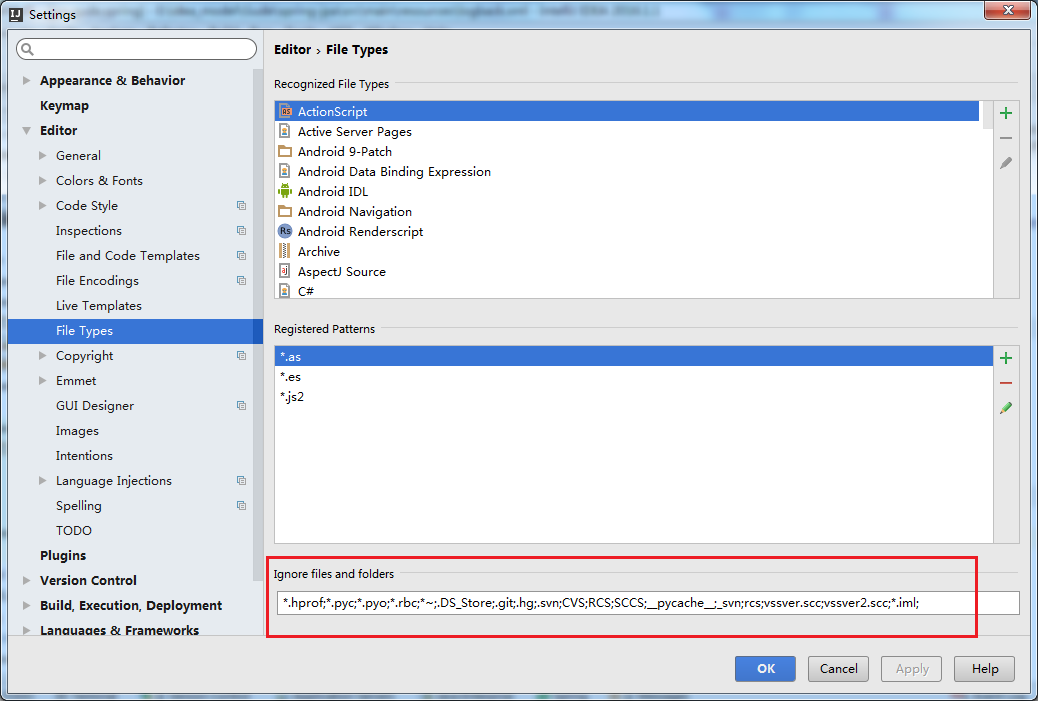 Settings
Editor › File Types
Appearance & Behavior
Keymap
Editor
General
Colors & Fonts
Code Style
Inspections
File and Code Templates
File Encodings
Live Templates
File Types
Copyright
Emmet
GUI Designer
Images
Intentions
Language Injections
Spelling
TODO
Plugins
Version Control
Build, Execution, Deployment
Languages & Frameworks
Recognized File Types
ActionScript
Active Server Pages
Android 9-Patch
Android Data Binding Expression
Android IDL
Android Navigation
Android Renderscript
Archive
AspectJ Source
C#
Registered Patterns
*.as
*.es
*.js2
Ignore files and folders
*.hprof;*.pyc;*.pyo;*.rbc;*~;.DS_Store;.git;.hg;.svn;CVS;RCS;SCCS;__pycache__;_svn;rcs;vssver.scc;vssver2.scc;*.iml;
OK
Cancel
Apply
Help